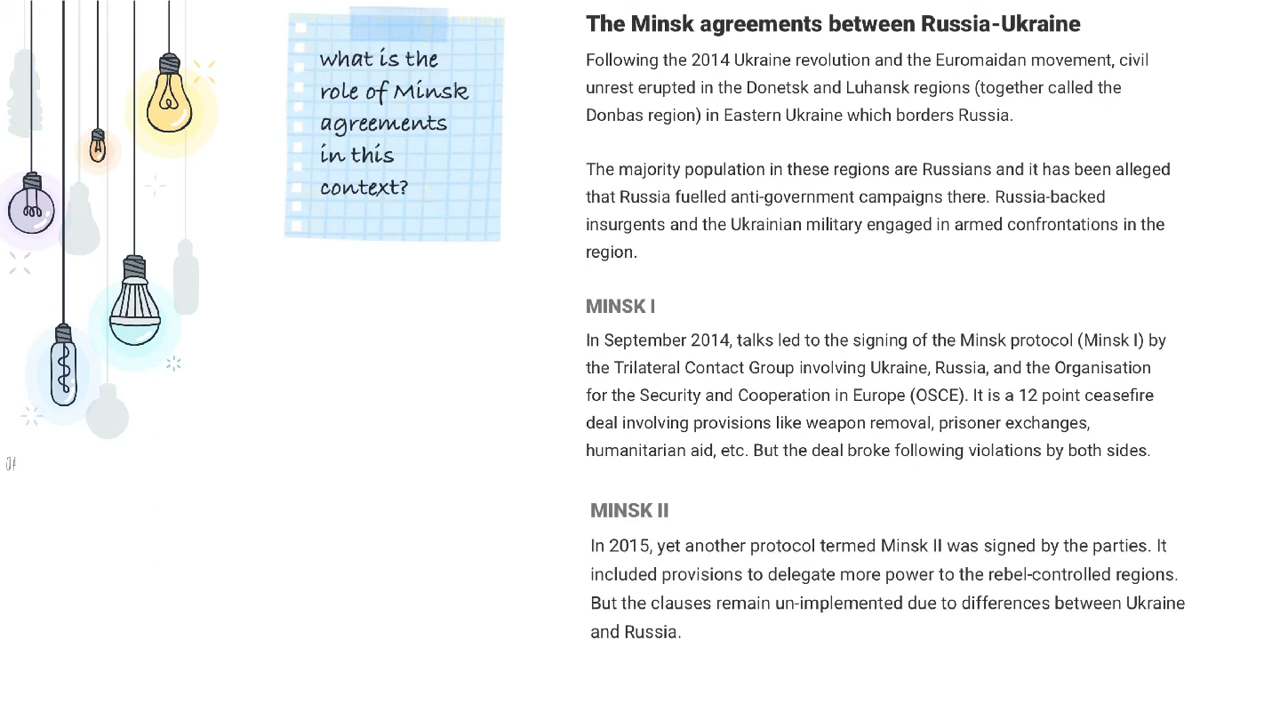 what is the
role of Minsk
agreements
in this
context?
The Minsk agreements between Russia-Ukraine
Following the 2014 Ukraine revolution and the Euromaidan movement, civil
unrest erupted in the Donetsk and Luhansk regions (together called the
Donbas region) in Eastern Ukraine which borders Russia.
The majority population in these regions are Russians and it has been alleged
that Russia fuelled anti-government campaigns there. Russia-backed
insurgents and the Ukrainian military engaged in armed confrontations in the
region.
MINSK I
In September 2014, talks led to the signing of the Minsk protocol (Minsk I) by
the Trilateral Contact Group involving Ukraine, Russia, and the Organisation
for the Security and Cooperation in Europe (OSCE). It is a 12 point ceasefire
deal involving provisions like weapon removal, prisoner exchanges,
humanitarian aid, etc. But the deal broke following violations by both sides.
MINSK II
In 2015, yet another protocol termed Minsk II was signed by the parties. It
included provisions to delegate more power to the rebel-controlled regions.
But the clauses remain un-implemented due to differences between Ukraine
and Russia.